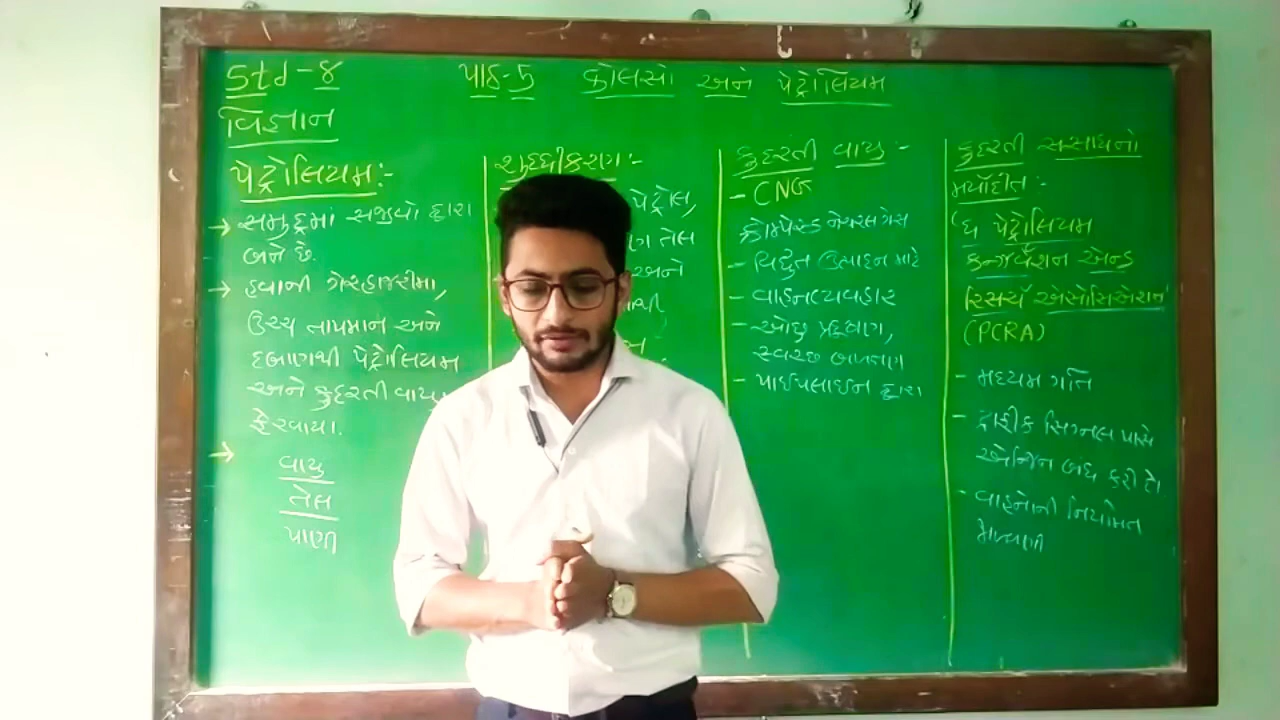 Std - ૪
પાઠ-5 કોલસો અને પેટ્રોલિયમ
વિજ્ઞાન
પેટ્રોલિયમ:-
→ સમુદ્રમાં સજીવો દ્વારા
બને છે.
→ હવાની ગેરહાજરીમાં,
ઉચ્ચ તાપમાન અને
દબાણથી પેટ્રોલિયમ
અને કુદરતી વાયુ
ફેરવાયા.
→ વાયુ
તેલ
પાણી
શુદ્ધીકરણ:-
પેટ્રોલ,
તેલ
અને
કુદરતી વાયુ:-
- CNG
કોમ્પ્રેસ્ડ નેચરલ ગેસ
- વિદ્યુત ઉત્પાદન માટે
- વાહનવ્યવહાર
- ઓછુ પ્રદૂષણ,
સ્વચ્છ બળતણ
- પાઈપલાઈન દ્વારા
કુદરતી સંસાધનો
મર્યાદીત:-
'ધ પેટ્રોલિયમ
કન્ઝર્વેશન એન્ડ
રિસર્ચ એસોસિએશન'
(PCRA)
- મધ્યમ ગતિ
- ટ્રાફીક સિગ્નલ પાસે
એન્જિન બંધ કરી દો.
- વાહનોની નિયમિત